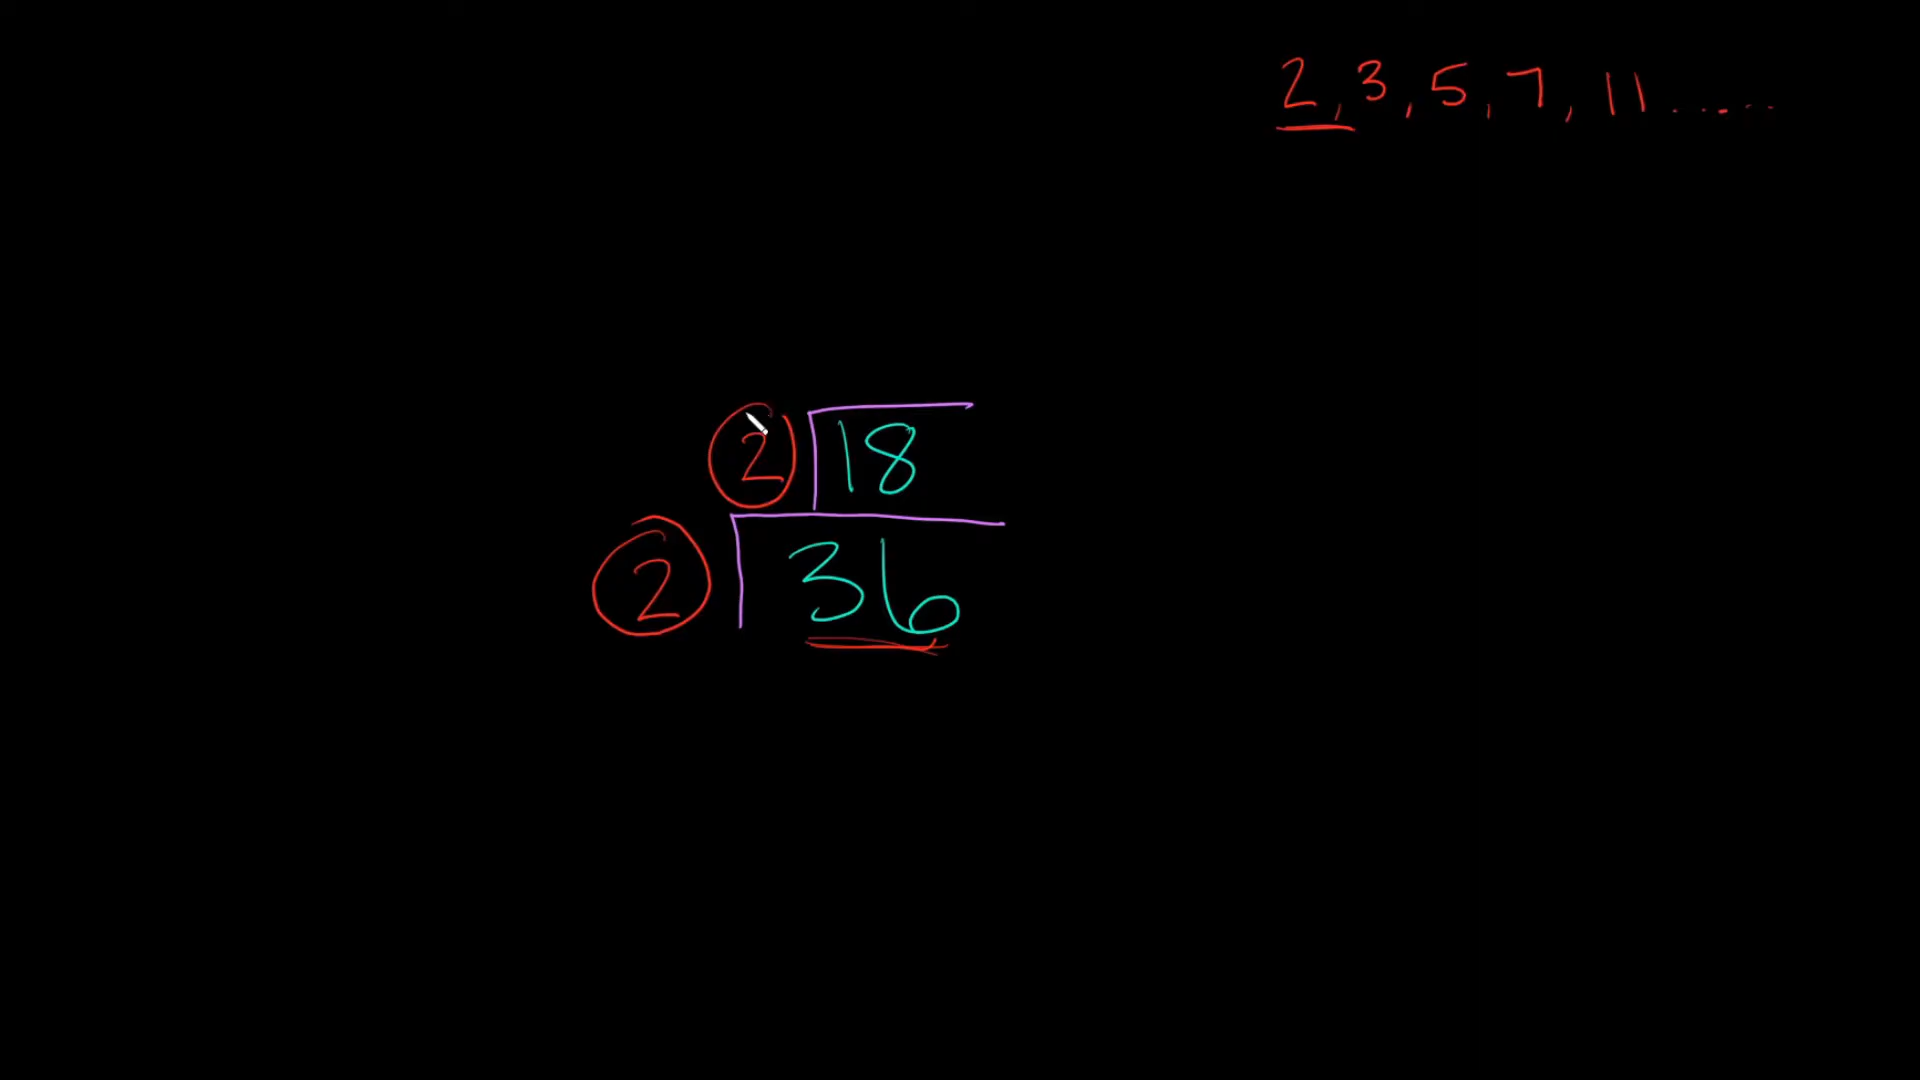 2, 3, 5, 7, 11......
2 18
2 36